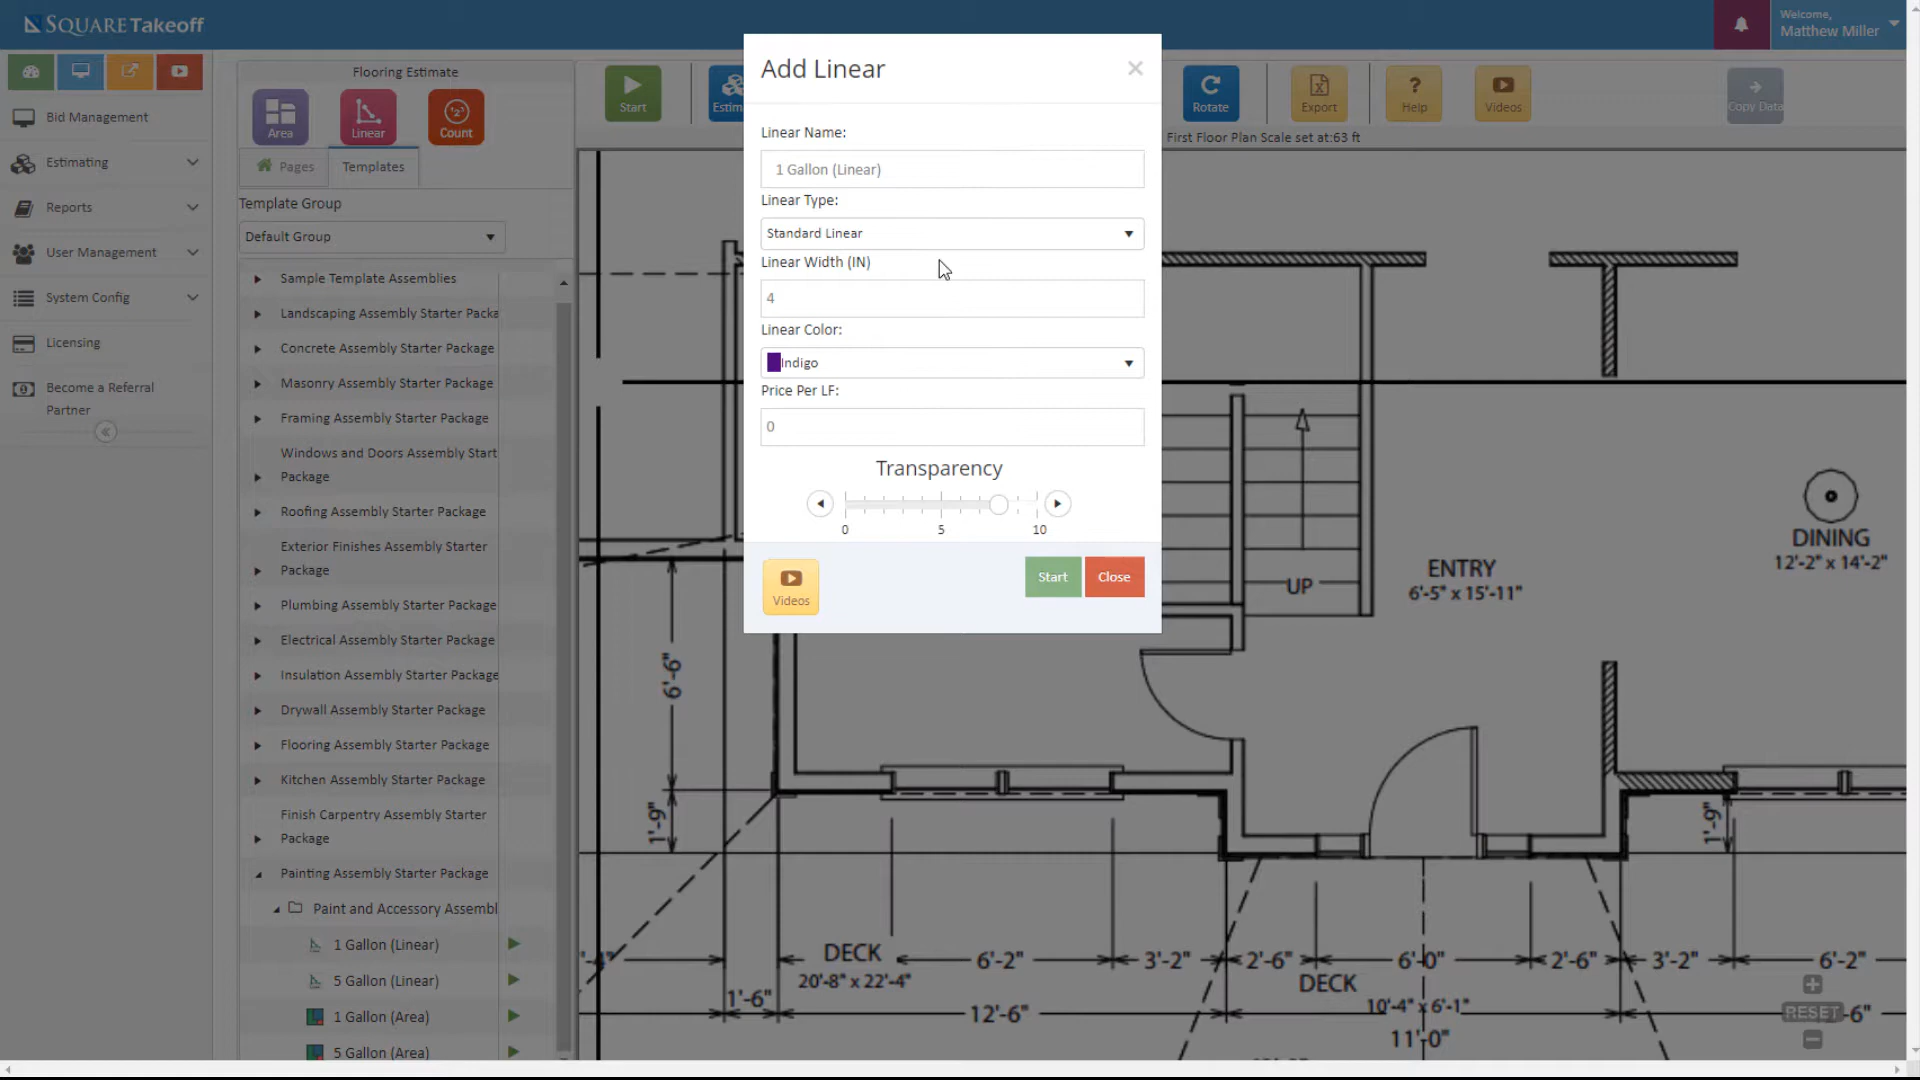 SQUARETakeoff
Welcome,
Matthew Miller
Bid Management
Estimating
Reports
User Management
System Config
Licensing
Become a Referral
Partner
Flooring Estimate
Area
Linear
Count
Pages
Templates
Template Group
Default Group
Sample Template Assemblies
Landscaping Assembly Starter Packa
Concrete Assembly Starter Package
Masonry Assembly Starter Package
Framing Assembly Starter Package
Windows and Doors Assembly Start
Package
Roofing Assembly Starter Package
Exterior Finishes Assembly Starter
Package
Plumbing Assembly Starter Package
Electrical Assembly Starter Package
Insulation Assembly Starter Package
Drywall Assembly Starter Package
Flooring Assembly Starter Package
Kitchen Assembly Starter Package
Finish Carpentry Assembly Starter
Package
Painting Assembly Starter Package
Paint and Accessory Assembl
1 Gallon (Linear)
5 Gallon (Linear)
1 Gallon (Area)
5 Gallon (Area)
Start
Estim
Rotate
Export
Help
Videos
Copy Data
First Floor Plan Scale set at:63 ft
Add Linear
Linear Name:
1 Gallon (Linear)
Linear Type:
Standard Linear
Linear Width (IN)
4
Linear Color:
Indigo
Price Per LF:
0
Transparency
0 5 10
Videos
Start
Close
UP
ENTRY
6'-5" x 15'-11"
DINING
12'-2" x 14'-2"
6'-6"
1'-9"
1'-9"
DECK
20'-8" x 22'-4"
6'-2"
3'-2"
2'-6"
6'-0"
2'-6"
3'-2"
6'-2"
1'-6"
12'-6"
DECK
10'-4" x 6'-1"
11'-0"
RESET